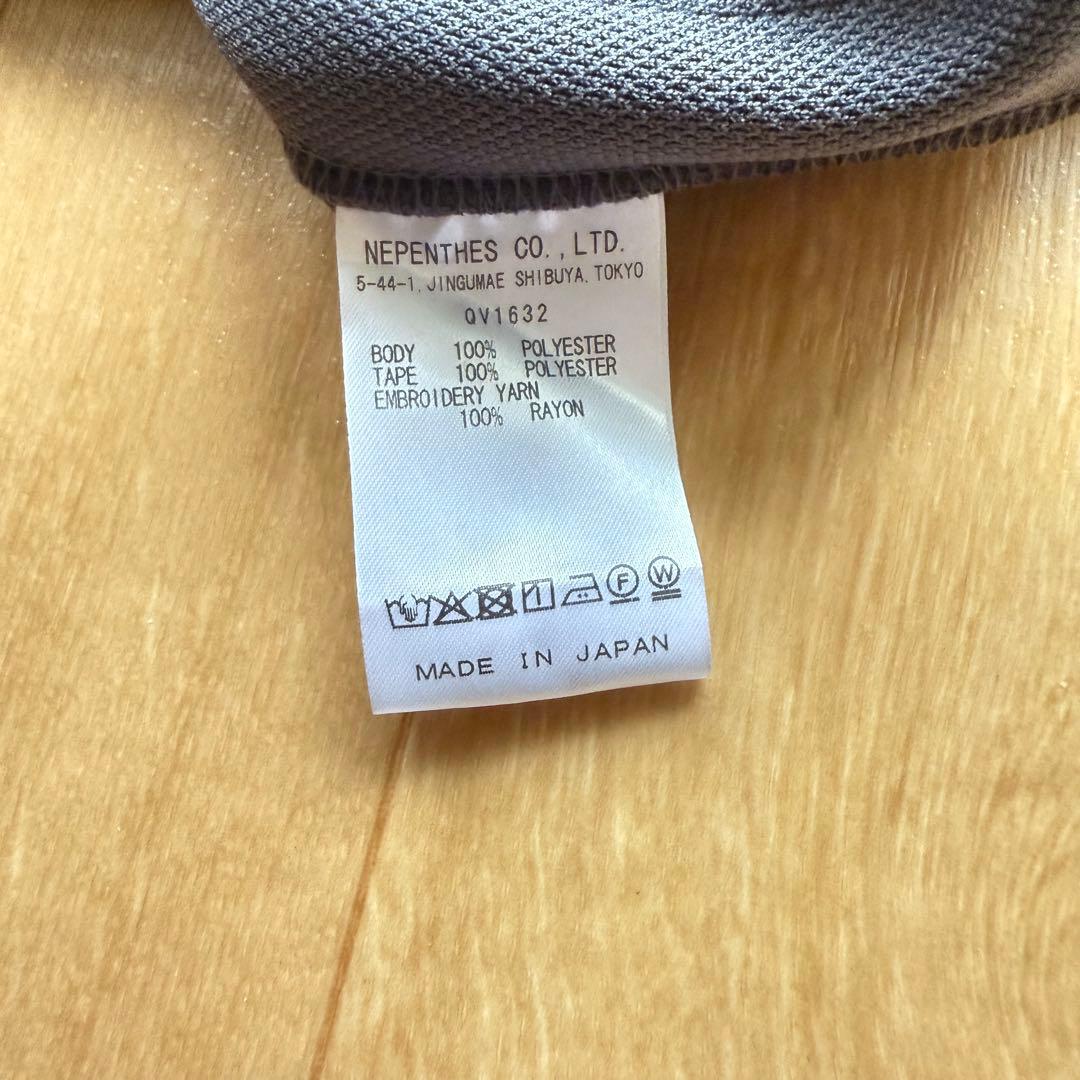 NEPENTHES CO.,LTD.
5-44-1,JINGUMAE SHIBUYA.TOKYO
QV1632
BODY 100% POLYESTER
TAPE 100% POLYESTER
EMBROIDERY YARN
100% RAYON
F W
MADE IN JAPAN